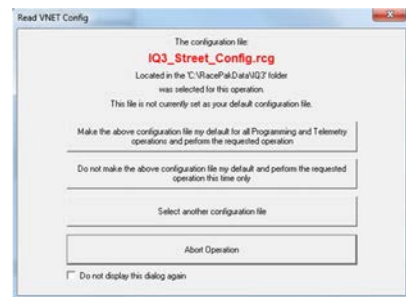 Read VNET Config
The configuration file:
IQ3_Street_Config.rcg
Located in the 'C:\RacePakData\IQ3' folder
was selected for this operation.
This file is not currently set as your default configuration file.
Make the above configuration file my default for all Programming and Telemetry
operations and perform the requested operation
Do not make the above configuration file my default and perform the requested
operation this time only
Select another configuration file
Abort Operation
Do not display this dialog again